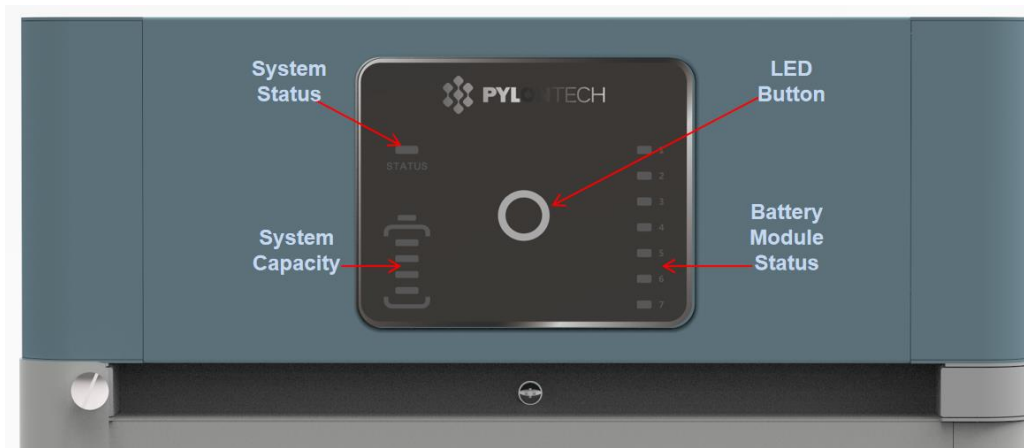 System
Status
LED
Button
PYLONTECH
STATUS
1
2
3
4
5
6
7
System
Capacity
Battery
Module
Status